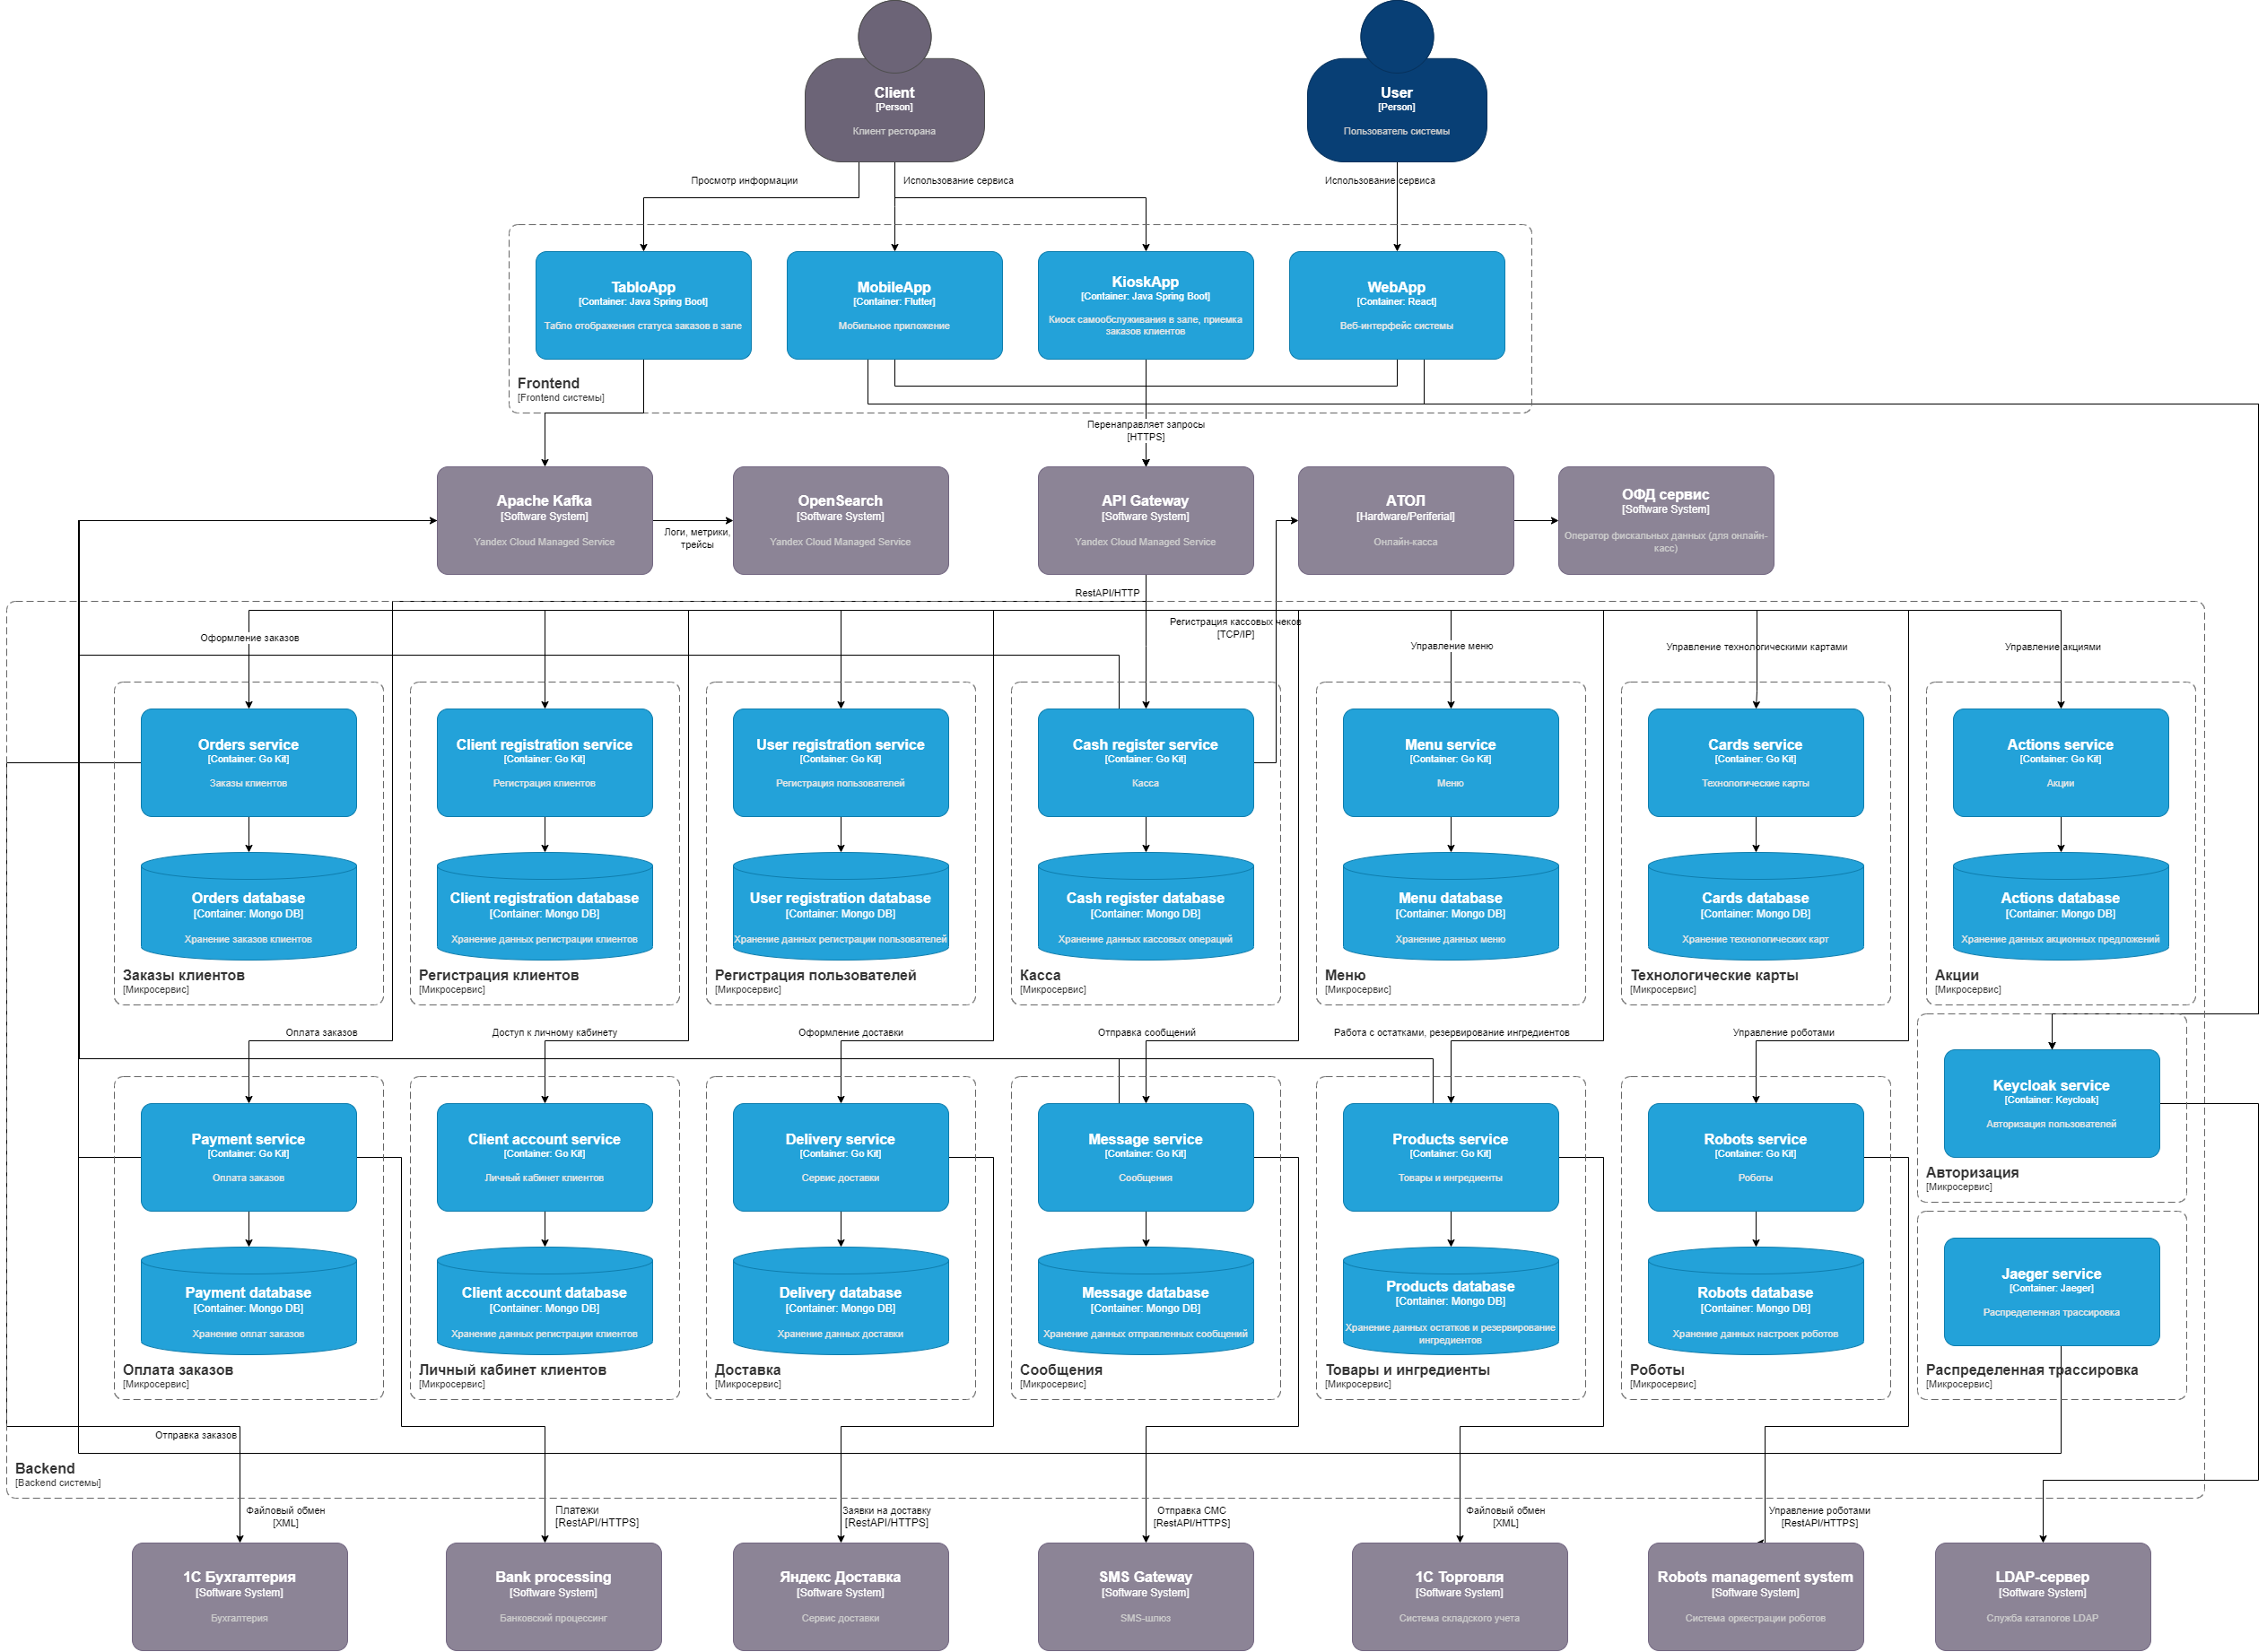 Client
[Person]
Клиент ресторана
User
[Person]
Пользователь системы
Просмотр информации
Использование сервиса
Использование сервиса
TabloApp
[Container: Java Spring Boot]
Табло отображения статуса заказов в зале
MobileApp
[Container: Flutter]
Мобильное приложение
KioskApp
[Container: Java Spring Boot]
Киоск самообслуживания в зале, приемка
заказов клиентов
WebApp
[Container: React]
Веб-интерфейс системы
Frontend
[Frontend системы]
Перенаправляет запросы
[HTTPS]
Apache Kafka
[Software System]
Yandex Cloud Managed Service
Логи, метрики,
трейсы
OpenSearch
[Software System]
Yandex Cloud Managed Service
API Gateway
[Software System]
Yandex Cloud Managed Service
АТОЛ
[Hardware/Periferial]
Онлайн-касса
ОФД сервис
[Software System]
Оператор фискальных данных (для онлайн-
касс)
RestAPI/HTTP
Оформление заказов
Регистрация кассовых чеков
[TCP/IP]
Управление меню
Управление технологическими картами
Управление акциями
Orders service
[Container: Go Kit]
Заказы клиентов
Client registration service
[Container: Go Kit]
Регистрация клиентов
User registration service
[Container: Go Kit]
Регистрация пользователей
Cash register service
[Container: Go Kit]
Касса
Menu service
[Container: Go Kit]
Меню
Cards service
[Container: Go Kit]
Технологические карты
Actions service
[Container: Go Kit]
Акции
Orders database
[Container: Mongo DB]
Хранение заказов клиентов
Client registration database
[Container: Mongo DB]
Хранение данных регистрации клиентов
User registration database
[Container: Mongo DB]
Хранение данных регистрации пользователей
Cash register database
[Container: Mongo DB]
Хранение данных кассовых операций
Menu database
[Container: Mongo DB]
Хранение данных меню
Cards database
[Container: Mongo DB]
Хранение технологических карт
Actions database
[Container: Mongo DB]
Хранение данных акционных предложений
Заказы клиентов
[Микросервис]
Регистрация клиентов
[Микросервис]
Регистрация пользователей
[Микросервис]
Касса
[Микросервис]
Меню
[Микросервис]
Технологические карты
[Микросервис]
Акции
[Микросервис]
Оплата заказов
Доступ к личному кабинету
Оформление доставки
Отправка сообщений
Работа с остатками, резервирование ингредиентов
Управление роботами
Payment service
[Container: Go Kit]
Оплата заказов
Client account service
[Container: Go Kit]
Личный кабинет клиентов
Delivery service
[Container: Go Kit]
Сервис доставки
Message service
[Container: Go Kit]
Сообщения
Products service
[Container: Go Kit]
Товары и ингредиенты
Robots service
[Container: Go Kit]
Роботы
Keycloak service
[Container: Keycloak]
Авторизация пользователей
Авторизация
[Микросервис]
Payment database
[Container: Mongo DB]
Хранение оплат заказов
Client account database
[Container: Mongo DB]
Хранение данных регистрации клиентов
Delivery database
[Container: Mongo DB]
Хранение данных доставки
Message database
[Container: Mongo DB]
Хранение данных отправленных сообщений
Products database
[Container: Mongo DB]
Хранение данных остатков и резервирование
ингредиентов
Robots database
[Container: Mongo DB]
Хранение данных настроек роботов
Jaeger service
[Container: Jaeger]
Распределенная трассировка
Оплата заказов
[Микросервис]
Личный кабинет клиентов
[Микросервис]
Доставка
[Микросервис]
Сообщения
[Микросервис]
Товары и ингредиенты
[Микросервис]
Роботы
[Микросервис]
Распределенная трассировка
[Микросервис]
Отправка заказов
Backend
[Backend системы]
Файловый обмен
[XML]
Платежи
[RestAPI/HTTPS]
Заявки на доставку
[RestAPI/HTTPS]
Отправка СМС
[RestAPI/HTTPS]
Файловый обмен
[XML]
Управление роботами
[RestAPI/HTTPS]
1С Бухгалтерия
[Software System]
Бухгалтерия
Bank processing
[Software System]
Банковский процессинг
Яндекс Доставка
[Software System]
Сервис доставки
SMS Gateway
[Software System]
SMS-шлюз
1С Торговля
[Software System]
Система складского учета
Robots management system
[Software System]
Система оркестрации роботов
LDAP-сервер
[Software System]
Служба каталогов LDAP